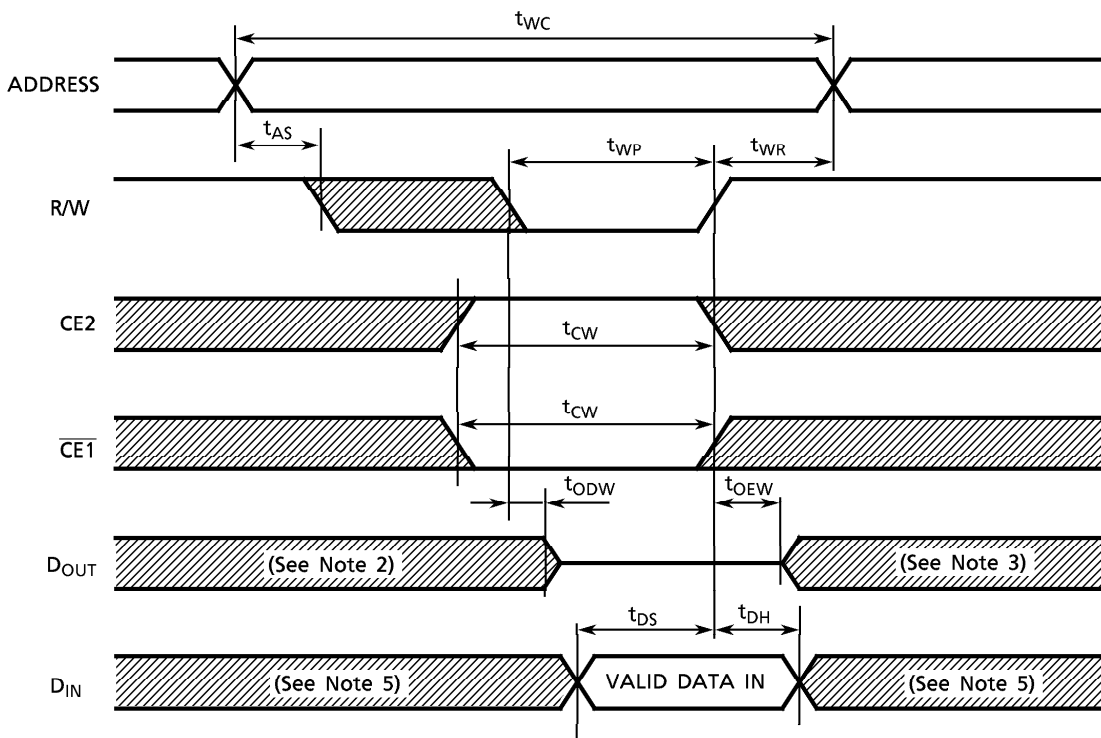 tWC
ADDRESS
tAS
tWP
tWR
R/W
CE2
tCW
CE1
tCW
tODW
tOEW
DOUT
(See Note 2)
(See Note 3)
tDS
tDH
DIN
(See Note 5)
VALID DATA IN
(See Note 5)